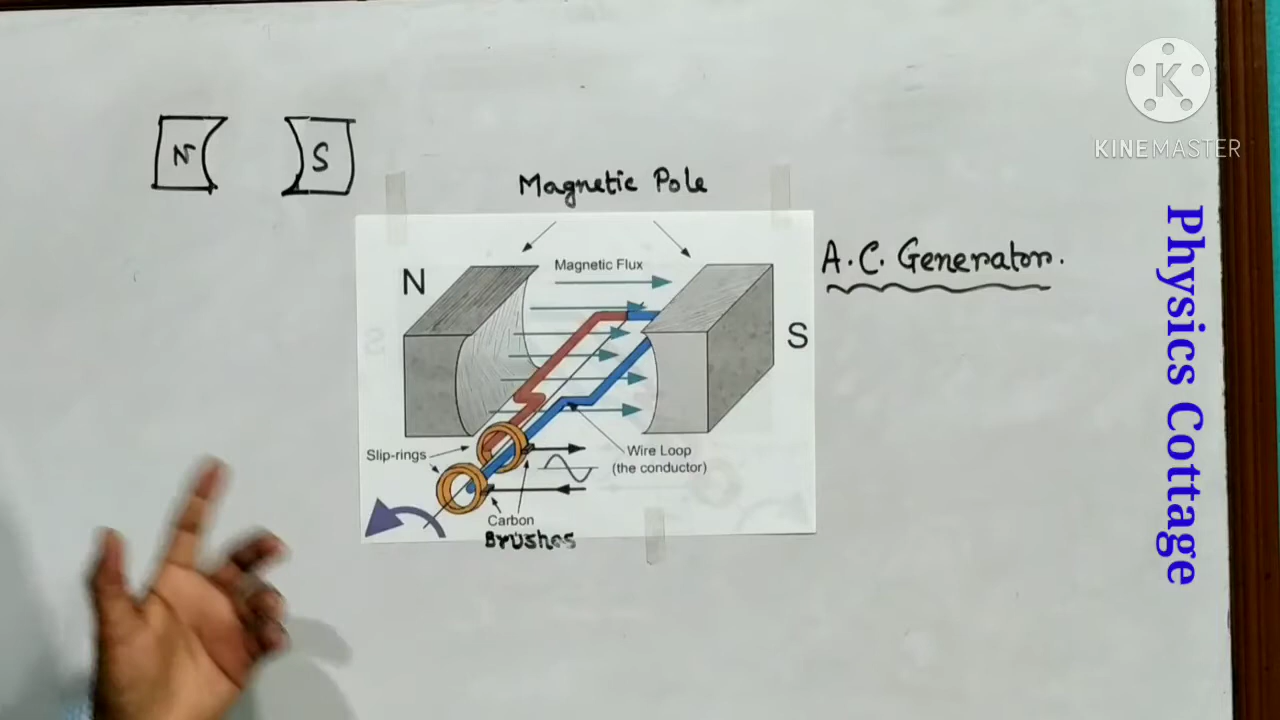 N
S
Magnetic Pole
N
Magnetic Flux
S
A.C. Generator.
Slip-rings
Wire Loop
(the conductor)
Carbon
Brushes
K
KINEMASTER
Physics Cottage